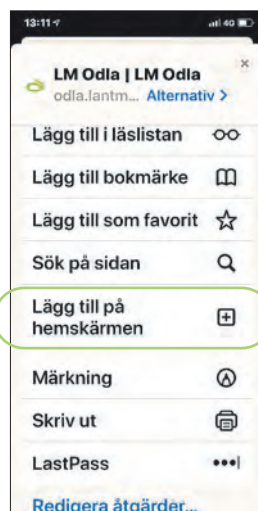 13:11
4G
LM Odla | LM Odla
odla.lantm... Alternativ >
Lägg till i läslistan
Lägg till bokmärke
Lägg till som favorit
Sök på sidan
Lägg till på
hemskärmen
Märkning
Skriv ut
LastPass
Redigera åtgärder...